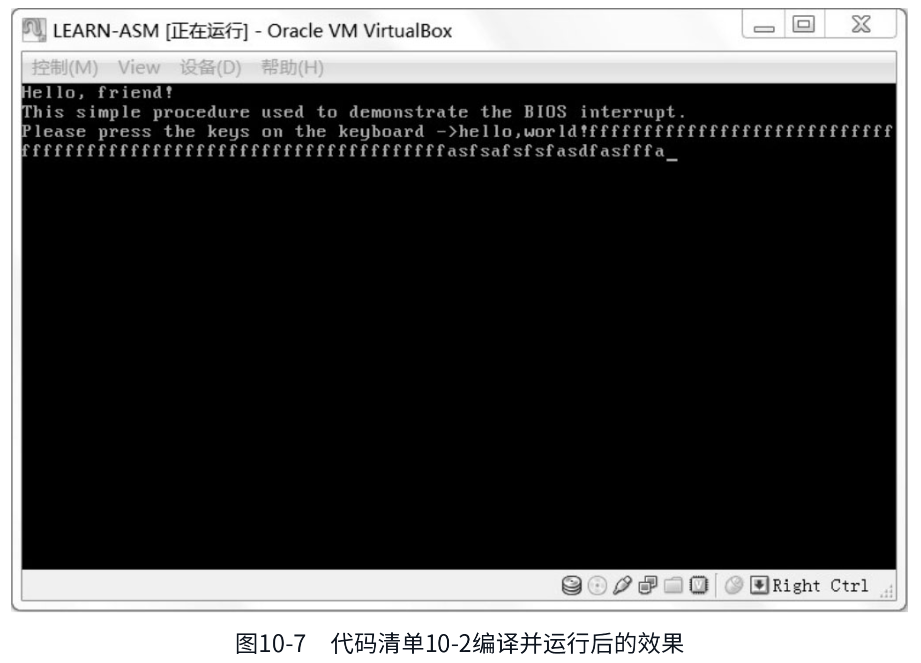 LEARN-ASM [正在运行] - Oracle VM VirtualBox
控制(M) View 设备(D) 帮助(H)
Hello, friend!
This simple procedure used to demonstrate the BIOS interrupt.
Please press the keys on the keyboard ->hello,world!ffffffffffffffffffffffffffff
fffffffffffffffffffffffffffffffffffffffasfsafsfsfasdfasfffa_
Right Ctrl
图10-7 代码清单10-2编译并运行后的效果